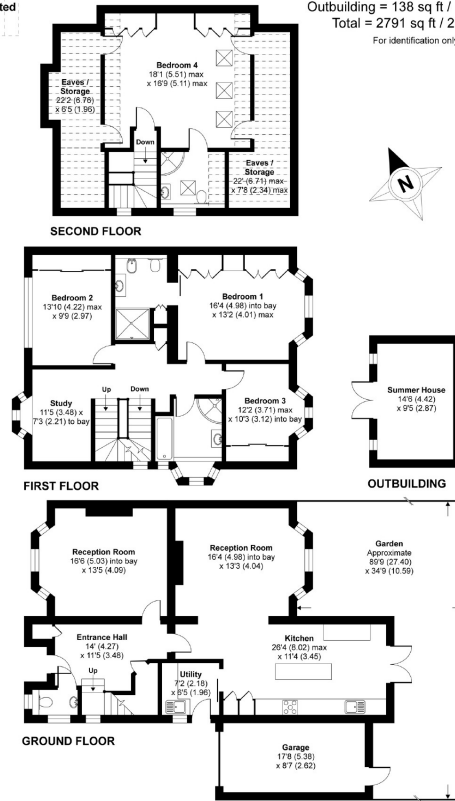 Outbuilding = 138 sq ft /
Total = 2791 sq ft / 2
For identification only
Bedroom 4
18'1 (5.51) max
x 16'9 (5.11) max
Eaves /
Storage
22'2 (6.76)
x 6'5 (1.96)
Down
Eaves /
Storage
22' (6.71) max
x 7'8 (2.34) max
SECOND FLOOR
N
Bedroom 2
13'10 (4.22) max
x 9'9 (2.97)
Bedroom 1
16'4 (4.98) into bay
x 13'2 (4.01) max
Study
11'5 (3.48) x
7'3 (2.21) to bay
Up
Down
Bedroom 3
12'2 (3.71) max
x 10'3 (3.12) into bay
Summer House
14'6 (4.42)
x 9'5 (2.87)
FIRST FLOOR
OUTBUILDING
Reception Room
16'6 (5.03) into bay
x 13'5 (4.09)
Reception Room
16'4 (4.98) into bay
x 13'3 (4.04)
Garden
Approximate
89'9 (27.40)
x 34'9 (10.59)
Entrance Hall
14' (4.27)
x 11'5 (3.48)
Up
Kitchen
26'4 (8.02) max
x 11'4 (3.45)
Utility
7'2 (2.18)
x 6'5 (1.96)
GROUND FLOOR
Garage
17'8 (5.38)
x 8'7 (2.62)